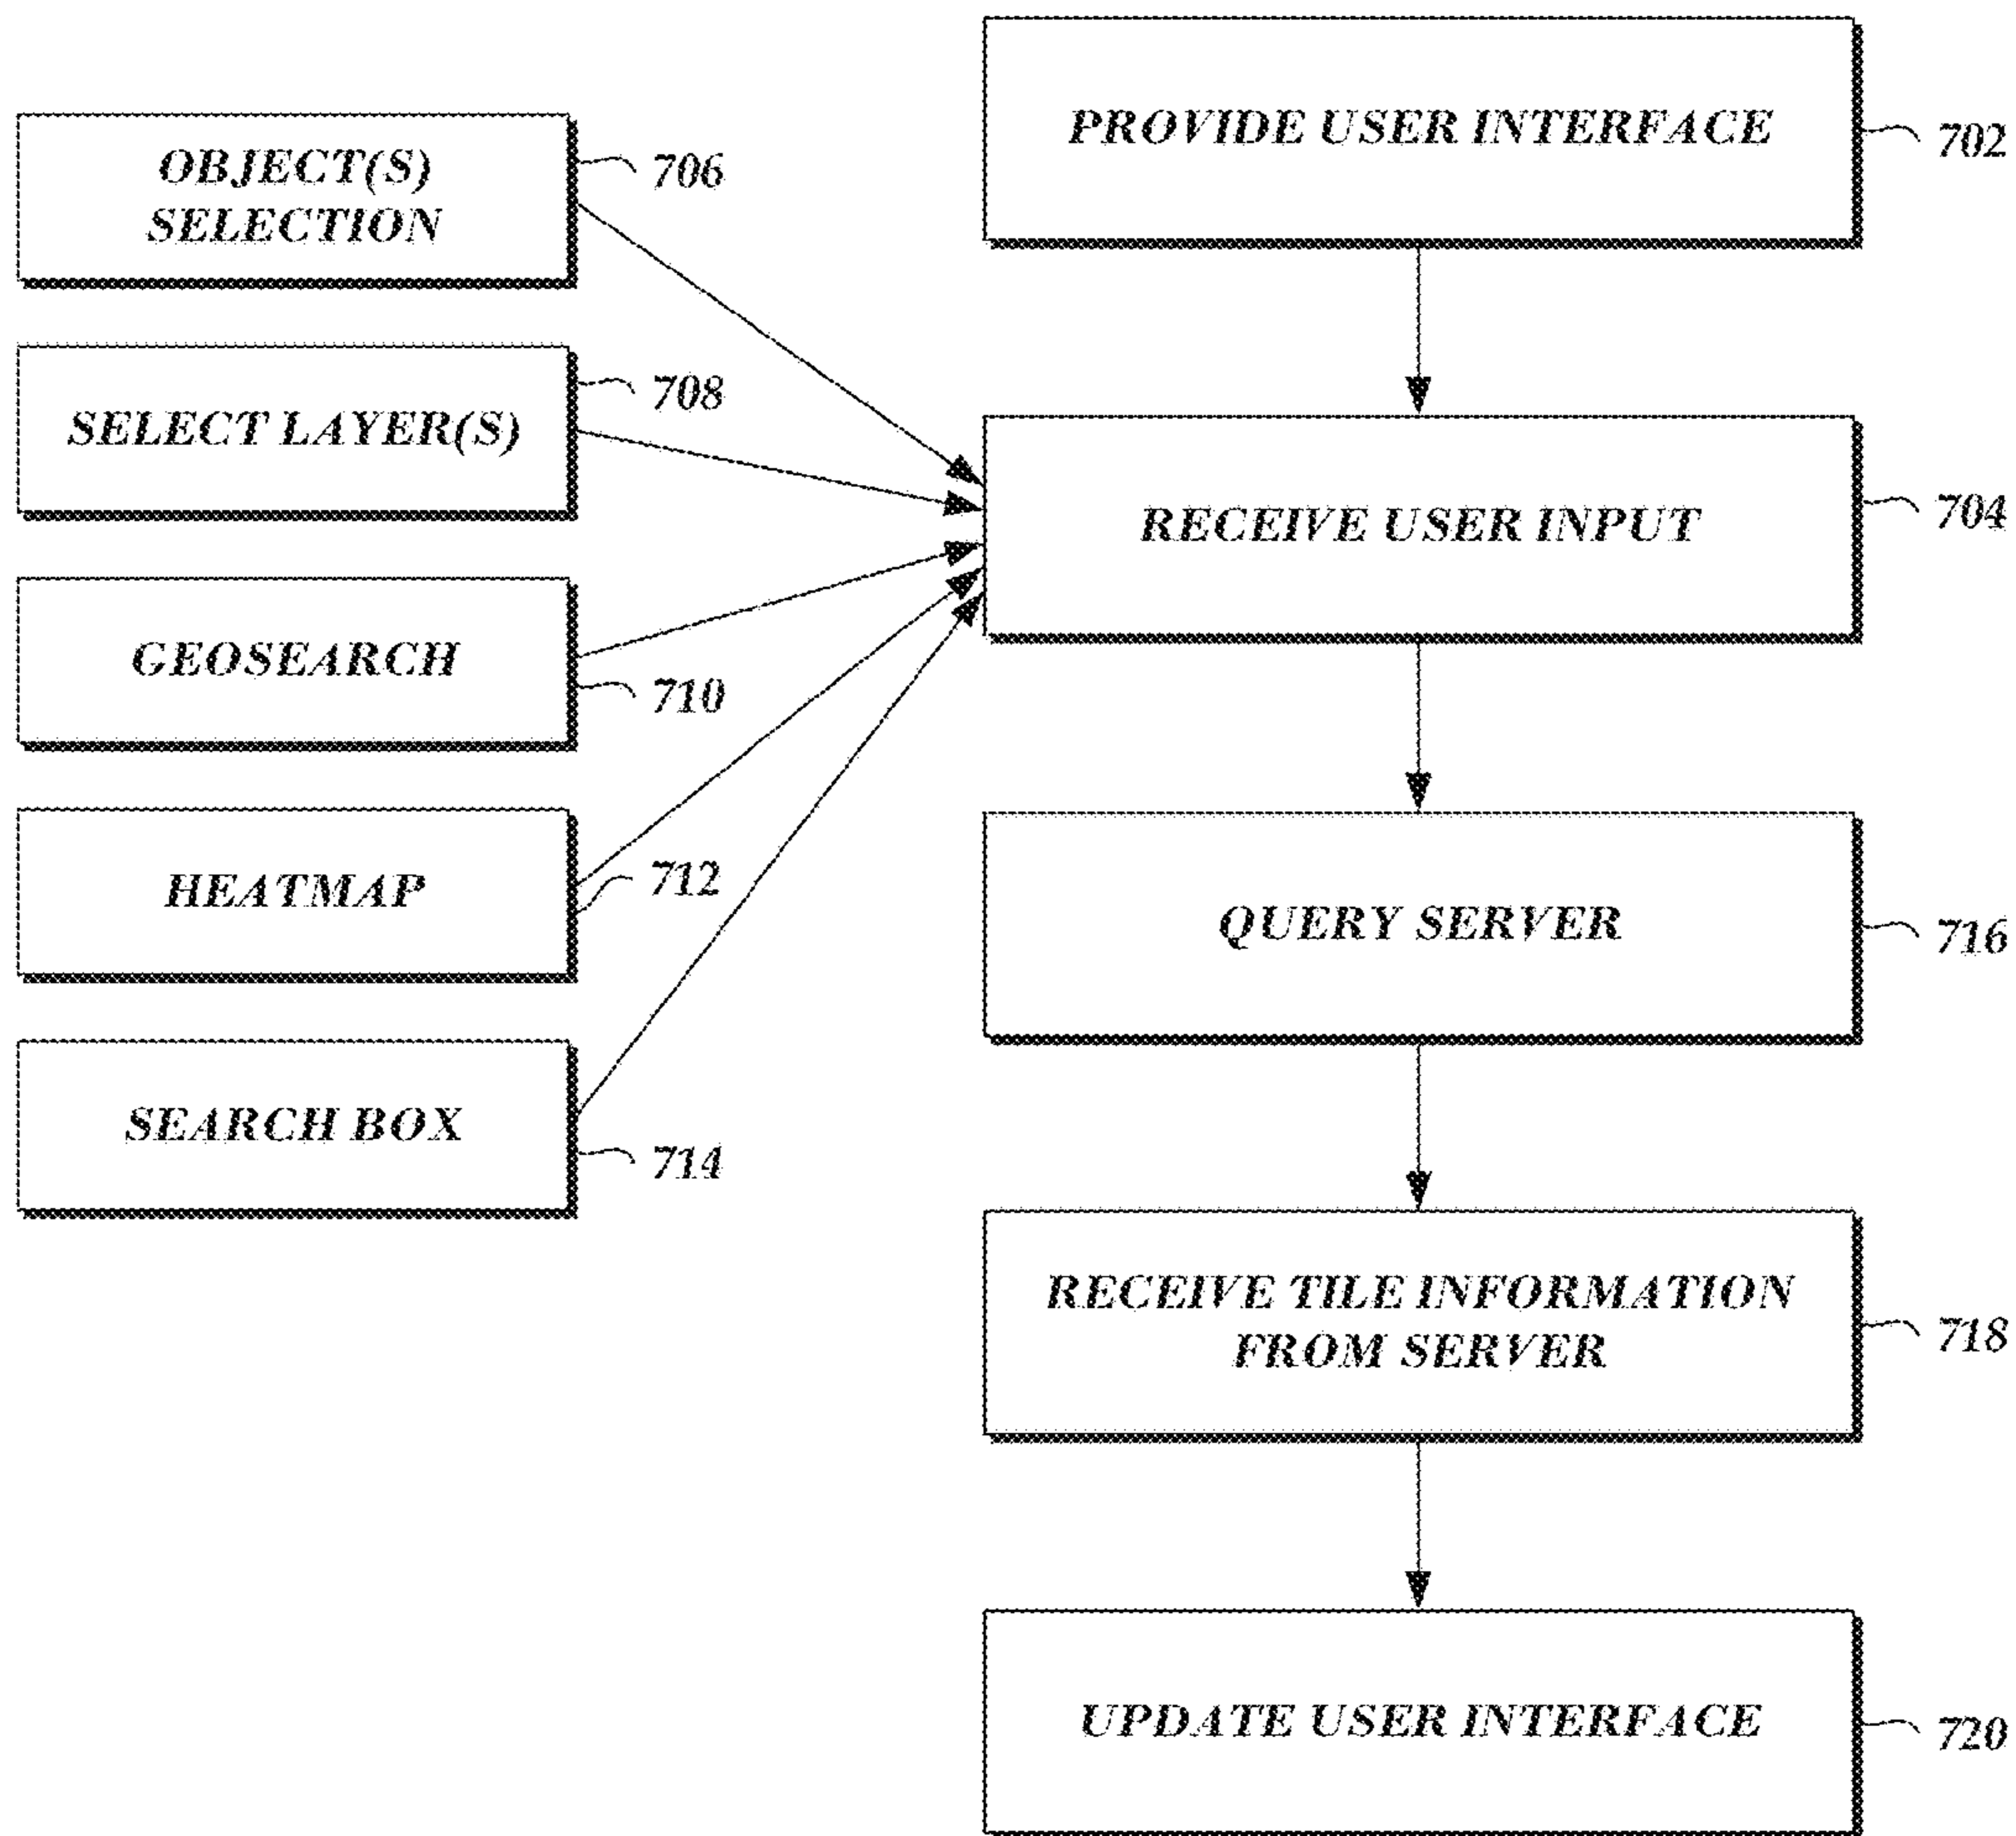 PROVIDE USER INTERFACE
702
OBJECT(S)
SELECTION
706
SELECT LAYER(S)
708
RECEIVE USER INPUT
704
GEOSEARCH
710
HEATMAP
712
QUERY SERVER
716
SEARCH BOX
714
RECEIVE TILE INFORMATION
FROM SERVER
718
UPDATE USER INTERFACE
720